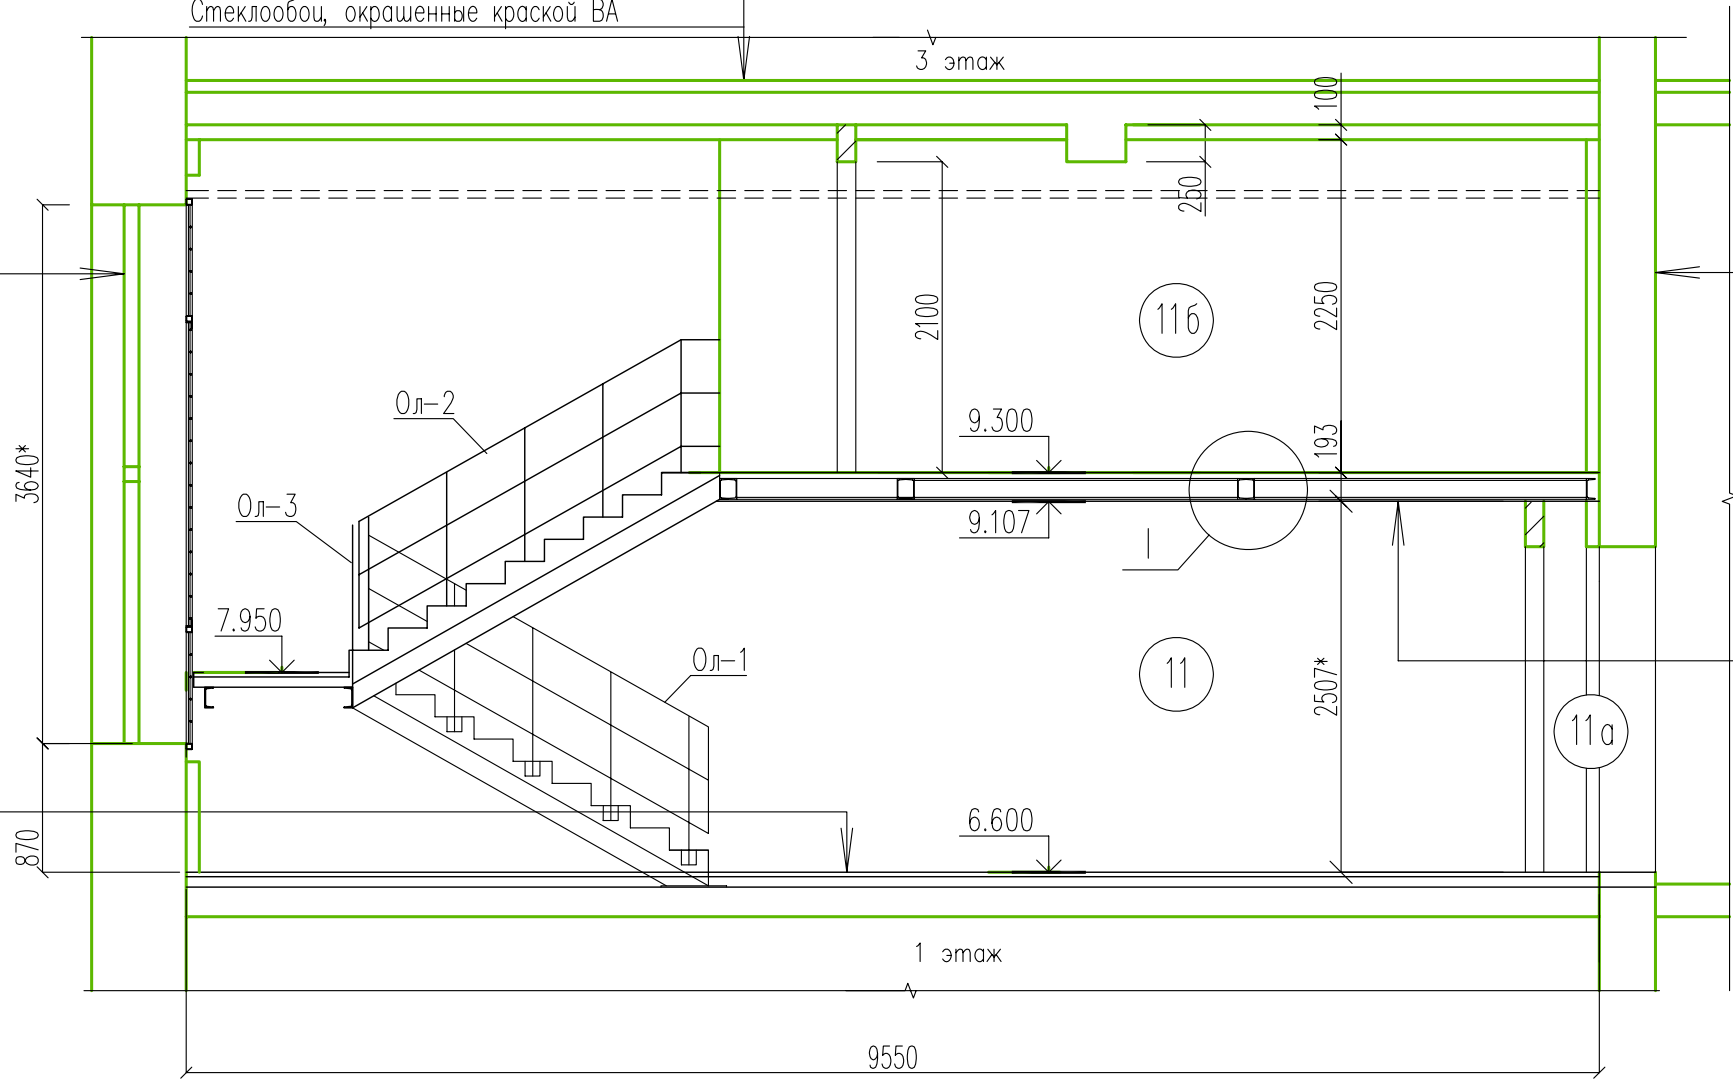 Стеклообои, окрашенные краской ВА
3 этаж
100
250
2100
11б
2250
Ол-2
9.300
193
3640*
Ол-3
9.107
I
7.950
Ол-1
11
2507*
11а
870
6.600
1 этаж
9550